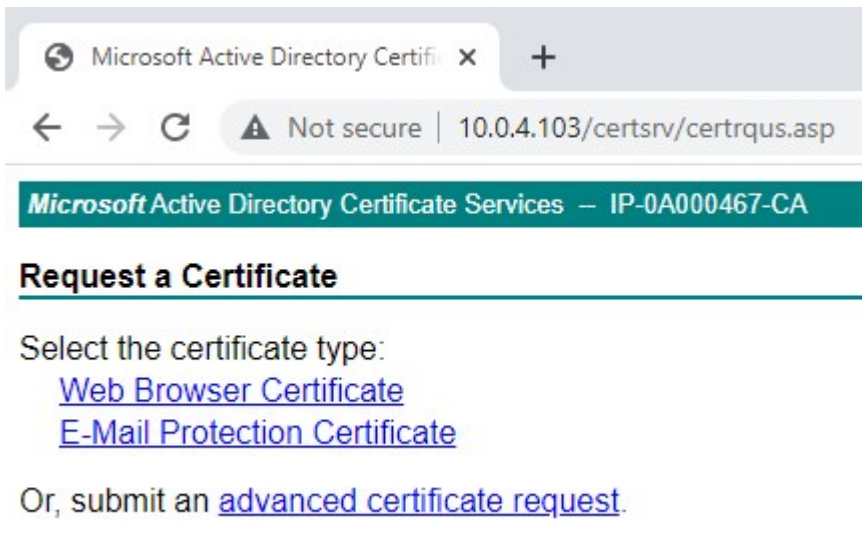 Microsoft Active Directory Certifi
Not secure | 10.0.4.103/certsrv/certrqus.asp
Microsoft Active Directory Certificate Services -- IP-0A000467-CA
Request a Certificate
Select the certificate type:
Web Browser Certificate
E-Mail Protection Certificate
Or, submit an advanced certificate request.